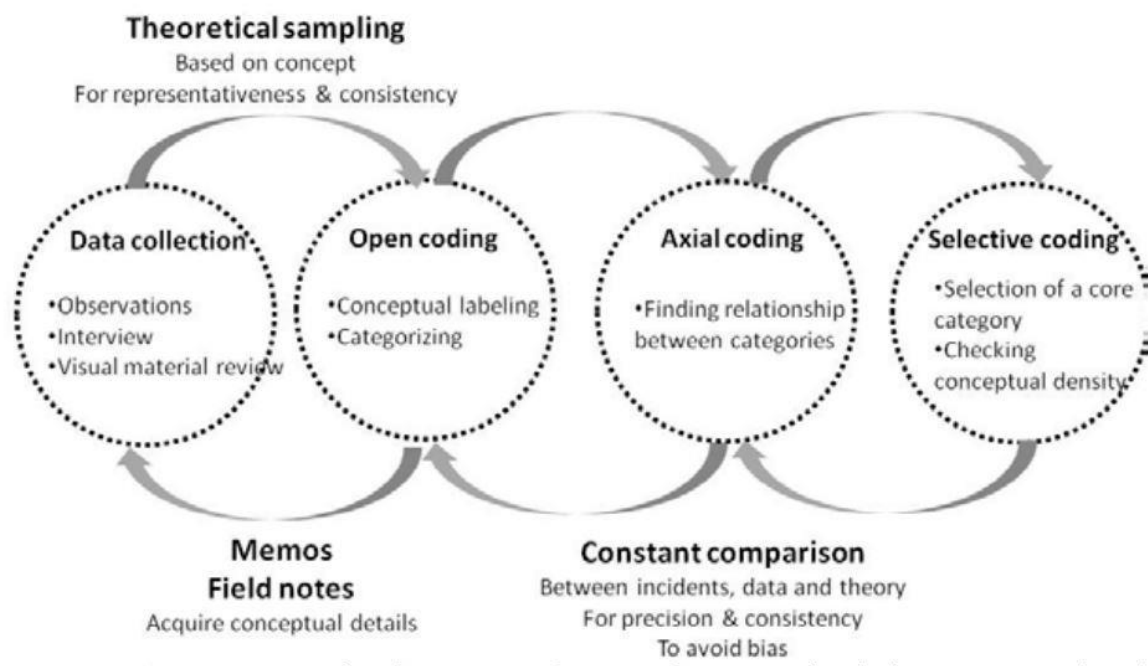 Theoretical sampling
Based on concept
For representativeness & consistency
Data collection
•Observations
•Interview
•Visual material review
Open coding
•Conceptual labeling
•Categorizing
Axial coding
•Finding relationship
between categories
Selective coding
•Selection of a core
category
•Checking
conceptual density
Memos
Field notes
Acquire conceptual details
Constant comparison
Between incidents, data and theory
For precision & consistency
To avoid bias